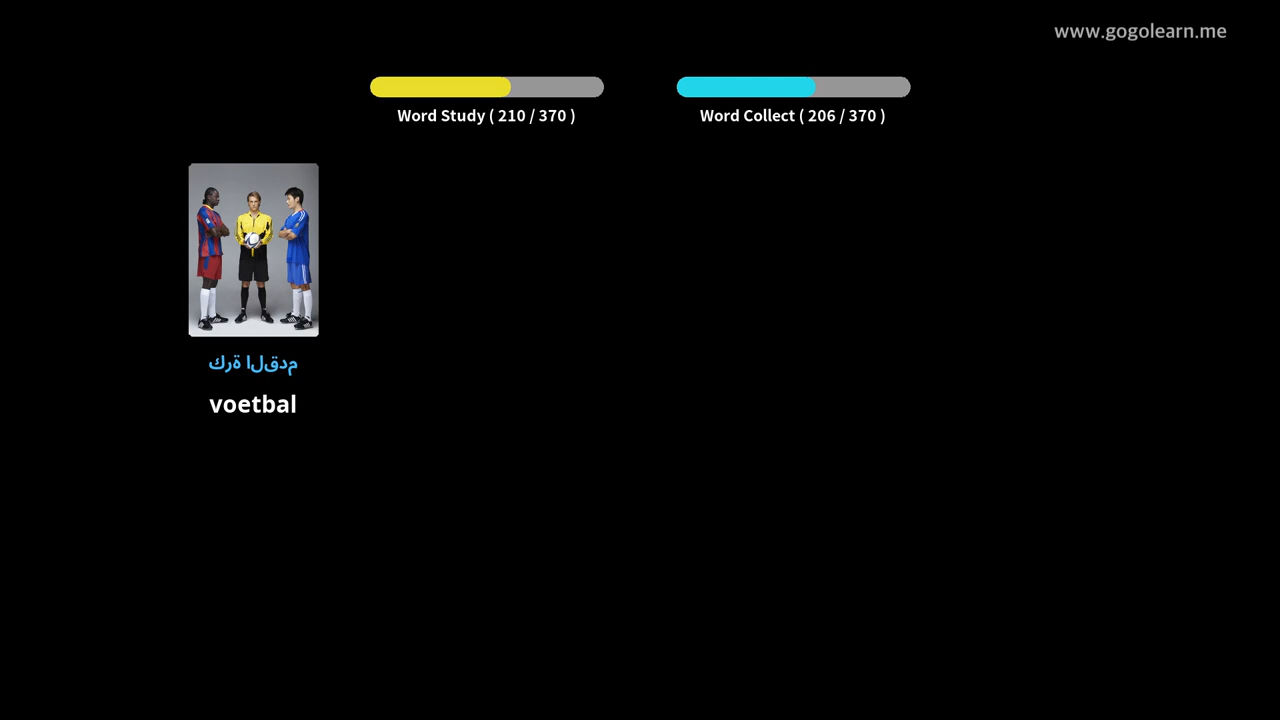 www.gogolearn.me
Word Study ( 210 / 370 )
Word Collect ( 206 / 370 )
كرة القدم
voetbal